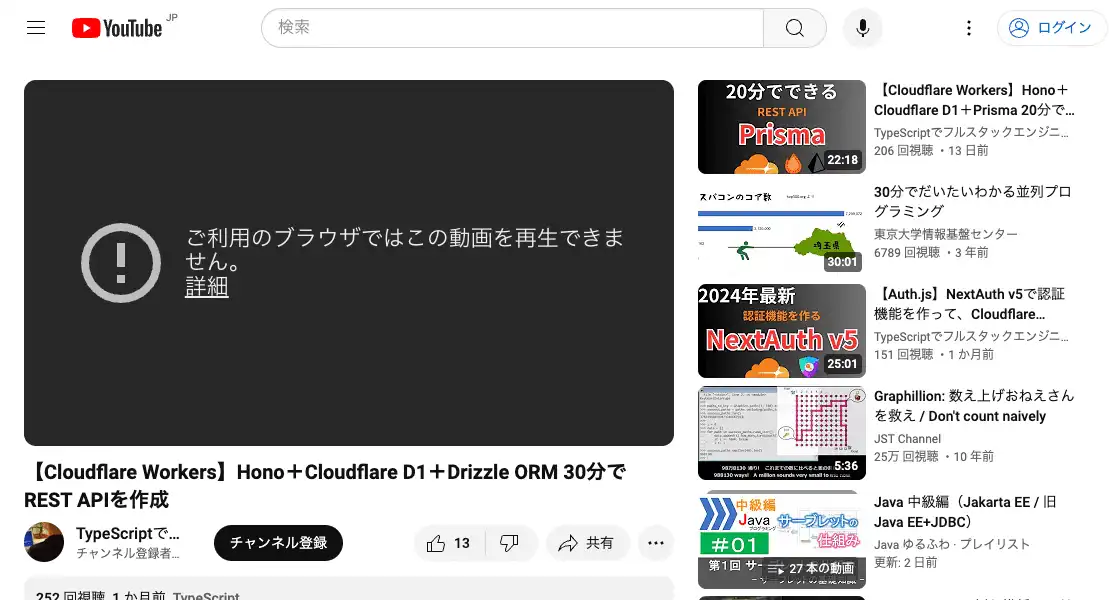 YouTube JP
検索
ログイン
ご利用のブラウザではこの動画を再生できま
せん。
詳細
【Cloudflare Workers】Hono＋Cloudflare D1＋Drizzle ORM 30分で
REST APIを作成
TypeScriptで…
チャンネル登録者…
チャンネル登録
13
共有
252 回視聴 1 か月前 TypeScript
20分でできる
REST API
Prisma
22:18
【Cloudflare Workers】Hono＋
Cloudflare D1＋Prisma 20分で…
TypeScriptでフルスタックエンジニ…
206 回視聴 ・13 日前
スパコンのコア数
埼玉県
30:01
30分でだいたいわかる並列プロ
グラミング
東京大学情報基盤センター
6789 回視聴 ・3 年前
2024年最新
認証機能を作る
NextAuth v5
25:01
【Auth.js】NextAuth v5で認証
機能を作って、Cloudflare…
TypeScriptでフルスタックエンジニ…
151 回視聴 ・1 か月前
5:36
Graphillion: 数え上げおねえさん
を救え / Don't count naively
JST Channel
25万 回視聴 ・10 年前
中級編
Java プログラミング
サーブレットの
仕組み
#01
第1回 サー
27 本の動画
Java 中級編（Jakarta EE / 旧
Java EE+JDBC）
Java ゆるふわ · プレイリスト
更新: 2 日前